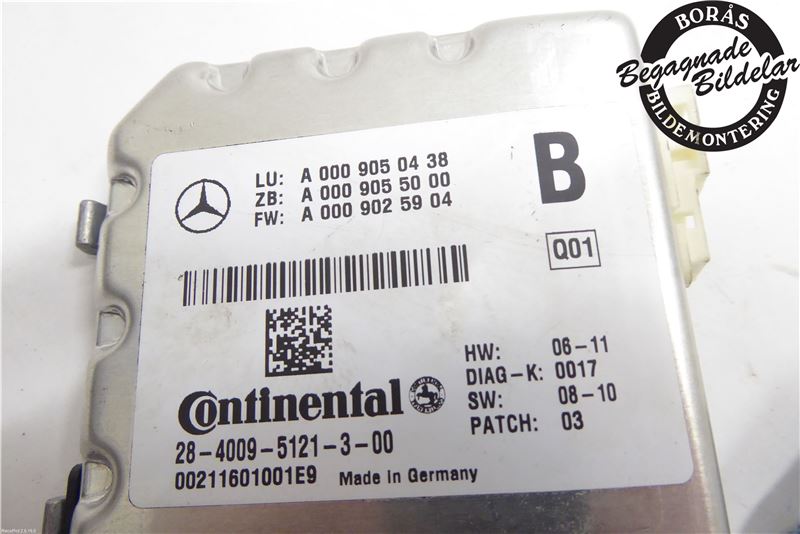 BORÅS
Begagnade
Bildelar
BILDEMONTERING
LU: A 000 905 04 38
ZB: A 000 905 50 00
FW: A 000 902 59 04
B
Q01
HW: 06-11
DIAG-K: 0017
SW: 08-10
PATCH: 03
Continental
28-4009-5121-3-00
00211601001E9 Made in Germany